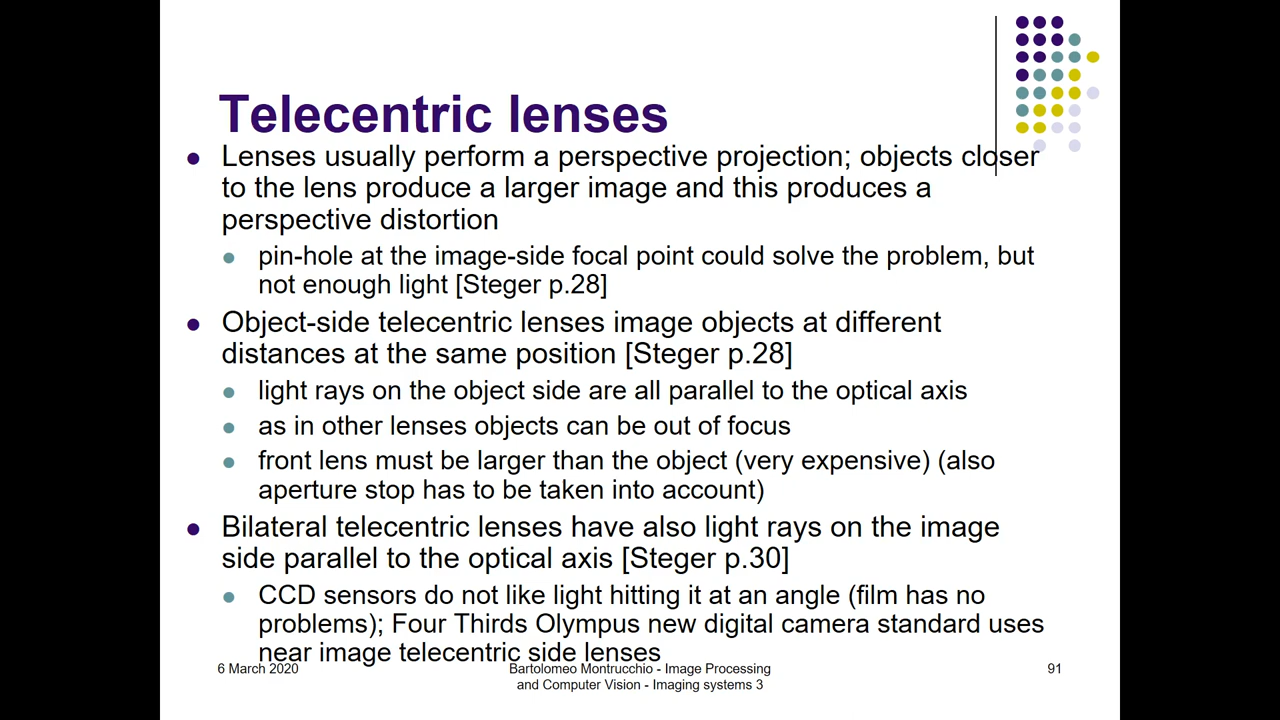 Telecentric lenses
Lenses usually perform a perspective projection; objects closer
to the lens produce a larger image and this produces a
perspective distortion
pin-hole at the image-side focal point could solve the problem, but
not enough light [Steger p.28]
Object-side telecentric lenses image objects at different
distances at the same position [Steger p.28]
light rays on the object side are all parallel to the optical axis
as in other lenses objects can be out of focus
front lens must be larger than the object (very expensive) (also
aperture stop has to be taken into account)
Bilateral telecentric lenses have also light rays on the image
side parallel to the optical axis [Steger p.30]
CCD sensors do not like light hitting it at an angle (film has no
problems); Four Thirds Olympus new digital camera standard uses
near image telecentric side lenses
6 March 2020
Bartolomeo Montrucchio - Image Processing
and Computer Vision - Imaging systems 3
91